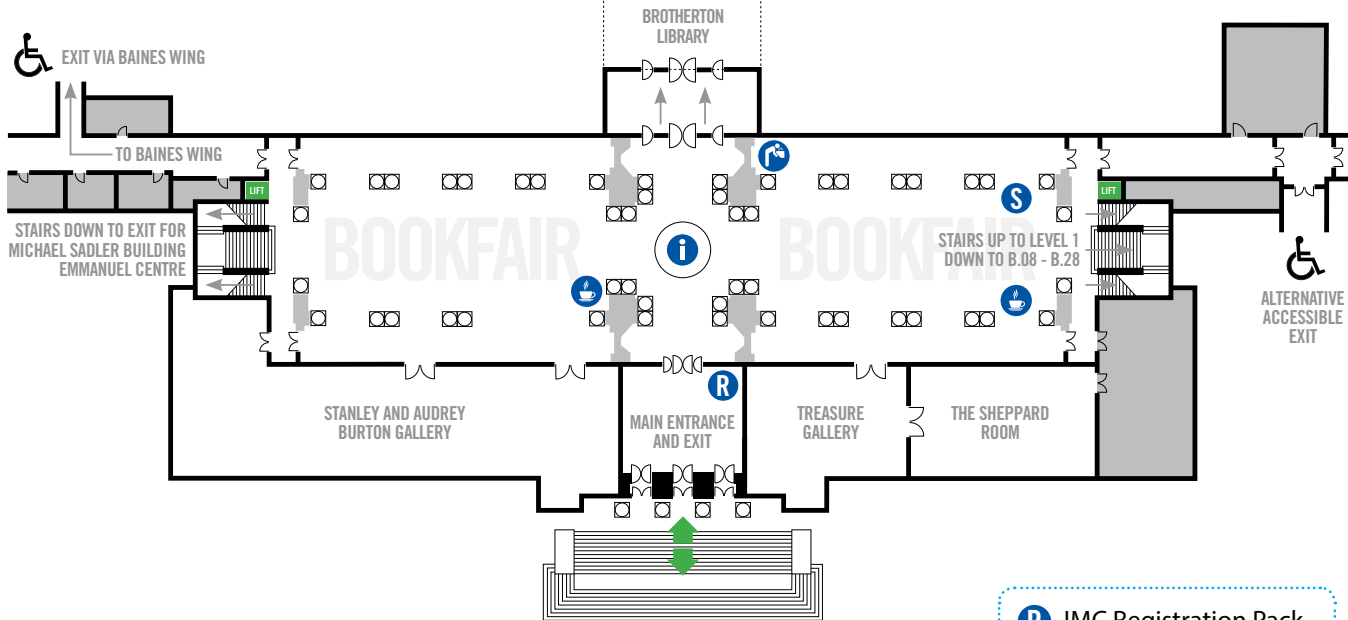 BROTHERTON
LIBRARY
EXIT VIA BAINES WING
TO BAINES WING
LIFT
LIFT
S
STAIRS DOWN TO EXIT FOR
MICHAEL SADLER BUILDING
EMMANUEL CENTRE
BOOKFAIR
i
BOOKFAIR
STAIRS UP TO LEVEL 1
DOWN TO B.08 - B.28
ALTERNATIVE
ACCESSIBLE
EXIT
R
STANLEY AND AUDREY
BURTON GALLERY
MAIN ENTRANCE
AND EXIT
TREASURE
GALLERY
THE SHEPPARD
ROOM
R IMC Registration Pack